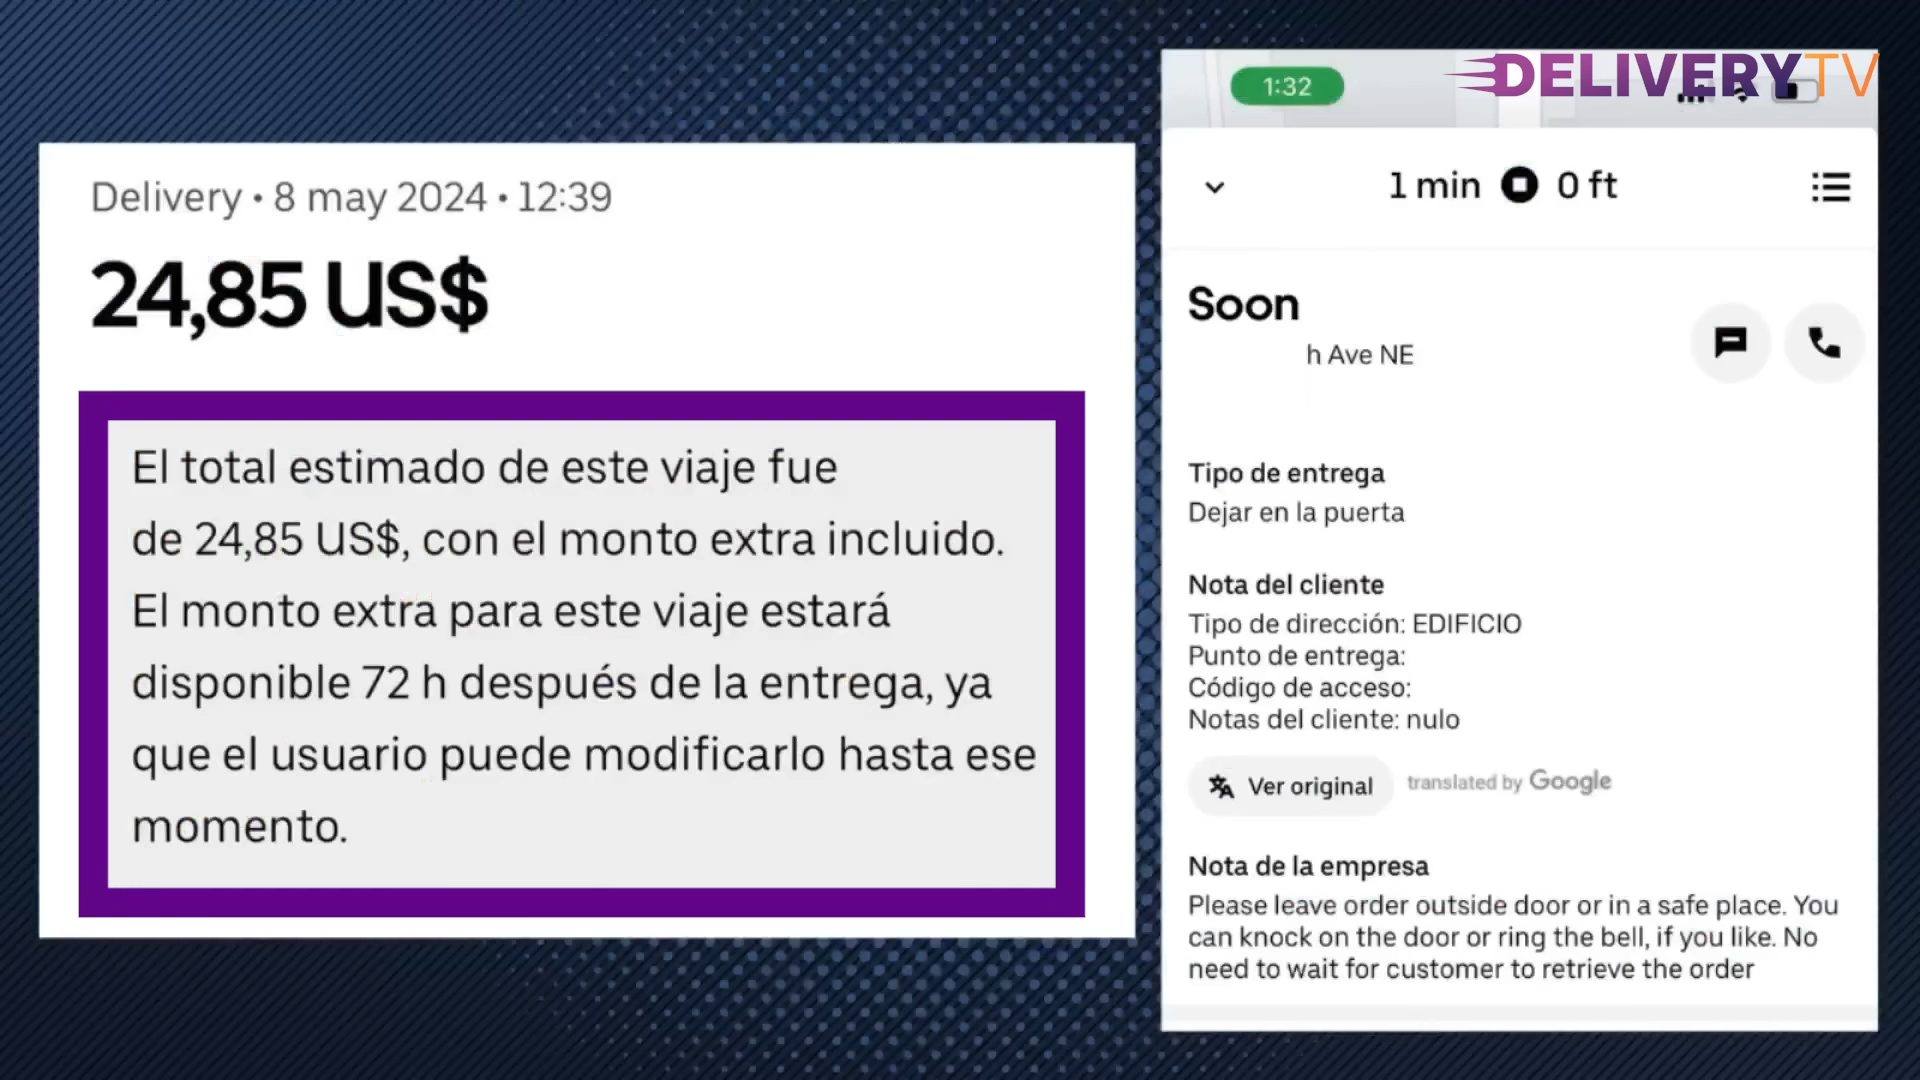 DELIVERYTV
Delivery • 8 may 2024 • 12:39
24,85 US$
El total estimado de este viaje fue
de 24,85 US$, con el monto extra incluido.
El monto extra para este viaje estará
disponible 72 h después de la entrega, ya
que el usuario puede modificarlo hasta ese
momento.
1:32
1 min 0 ft
Soon
h Ave NE
Tipo de entrega
Dejar en la puerta
Nota del cliente
Tipo de dirección: EDIFICIO
Punto de entrega:
Código de acceso:
Notas del cliente: nulo
Ver original translated by Google
Nota de la empresa
Please leave order outside door or in a safe place. You
can knock on the door or ring the bell, if you like. No
need to wait for customer to retrieve the order